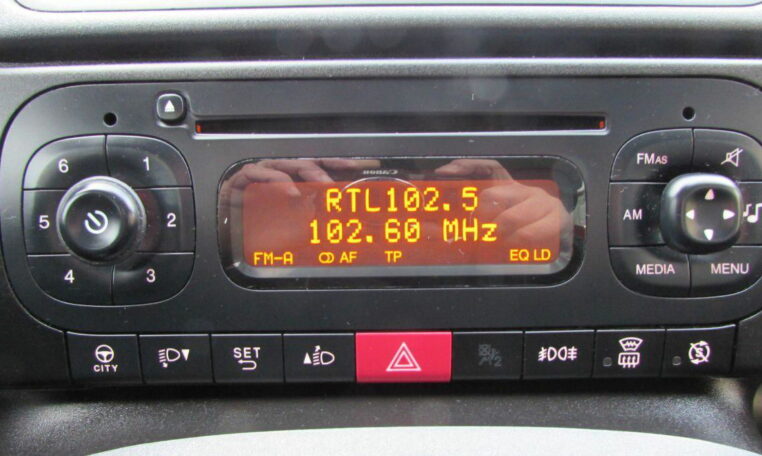 6 1
FMAS
RTL102.5
5 2
AM
102.60 MHz
FM-A AF TP EQ LD
4 3
MEDIA MENU
CITY
SET